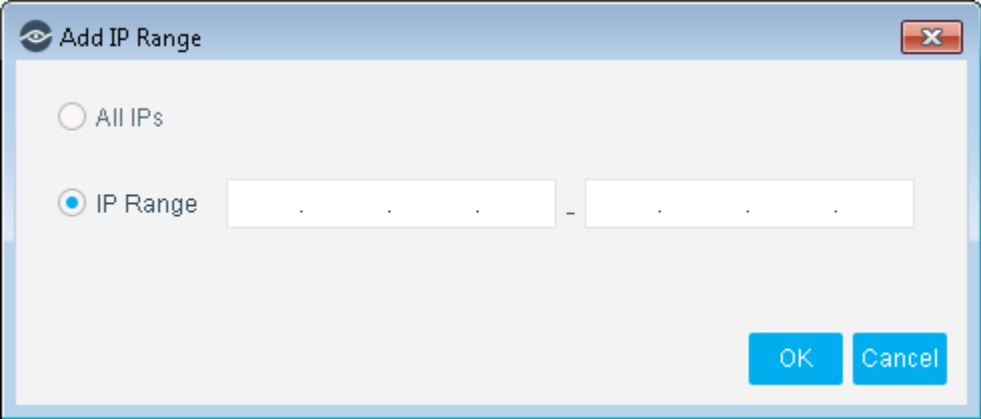 Add IP Range
All IPs
IP Range . . . - . . .
OK Cancel